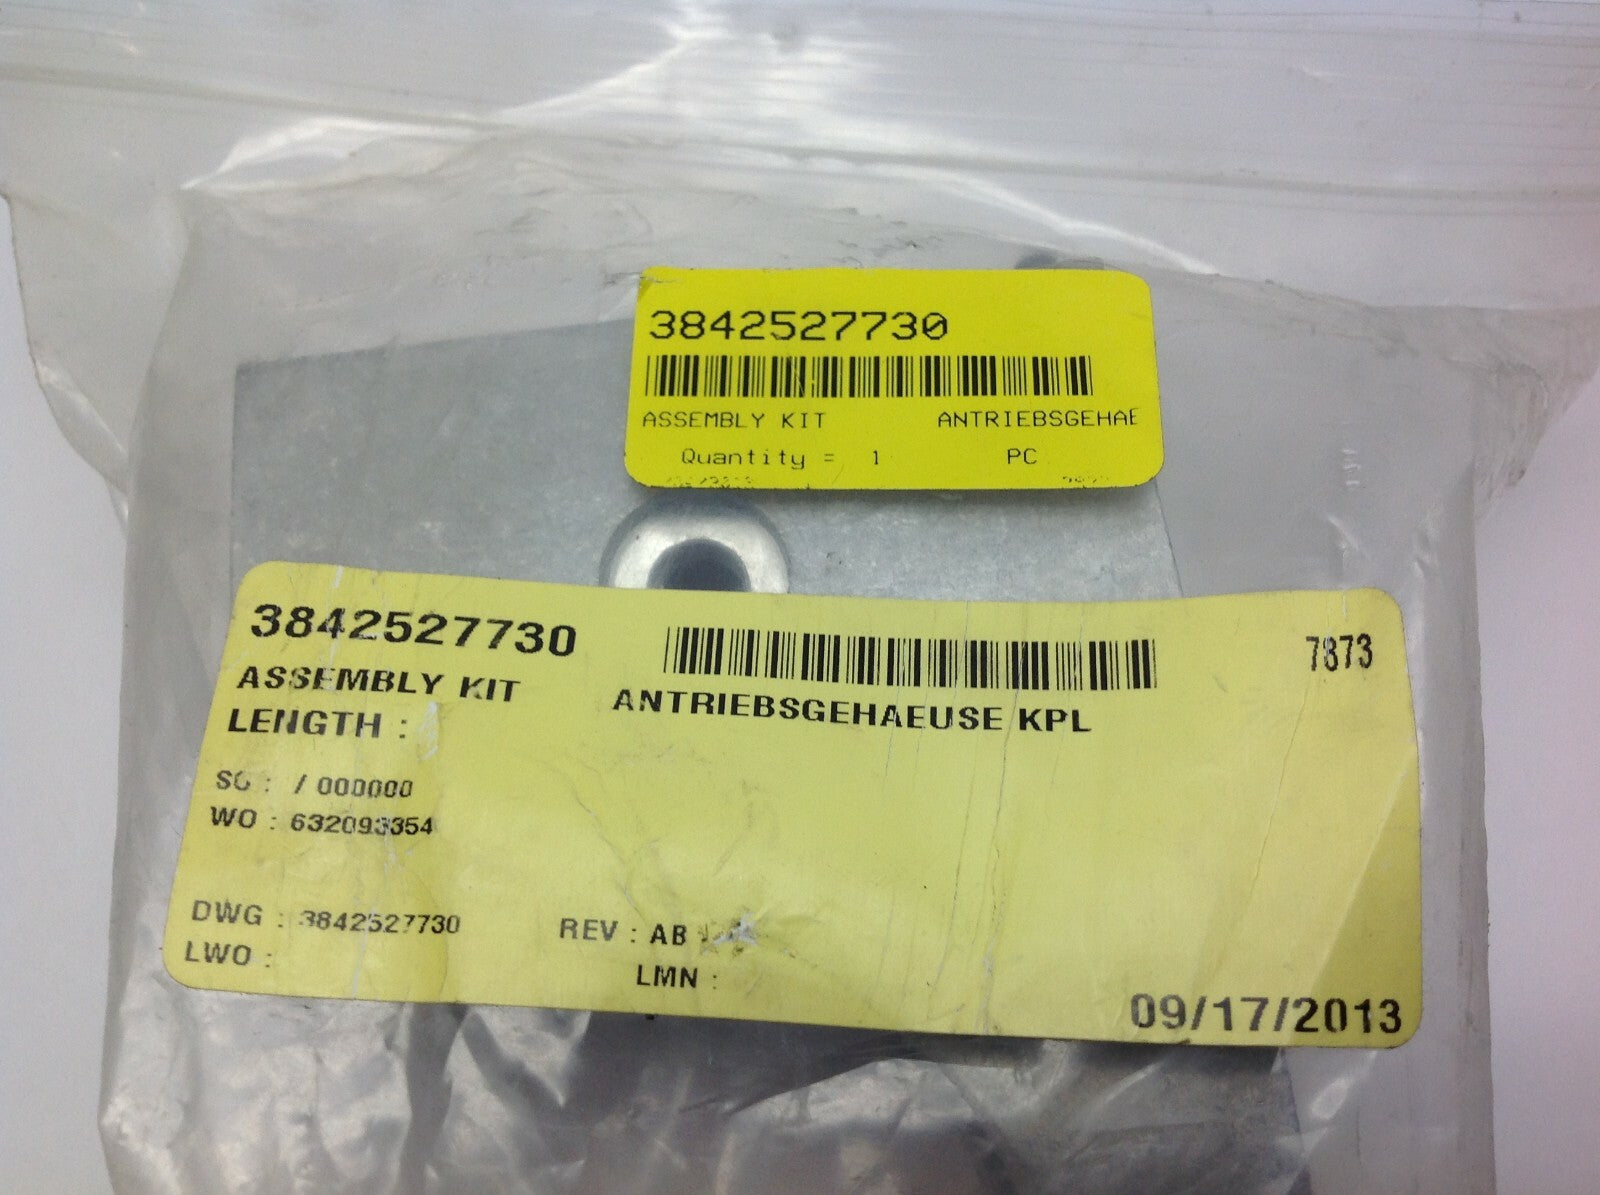 3842527730
ASSEMBLY KIT ANTRIEBSGEHAE
Quantity = 1 PC
3842527730 7873
ASSEMBLY KIT ANTRIEBSGEHAEUSE KPL
LENGTH :
SO : / 000000
WO : 632093354
DWG : 3842527730 REV : AB
LWO : LMN :
09/17/2013